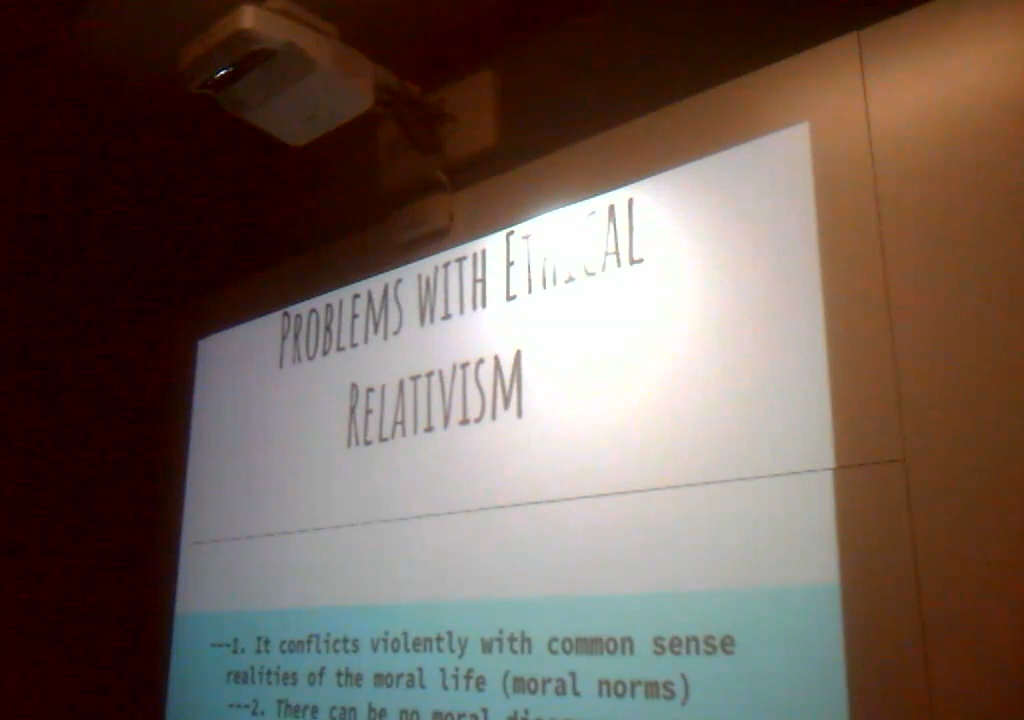 PROBLEMS WITH ETHICAL
RELATIVISM
---1. It conflicts violently with common sense
realities of the moral life (moral norms)
---2. There can be no moral